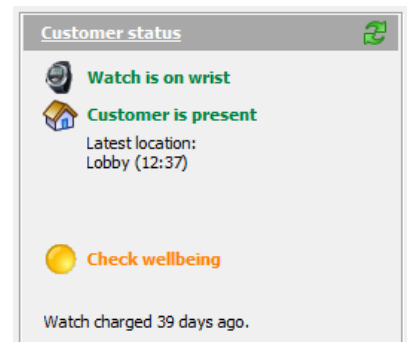 Customer status
Watch is on wrist
Customer is present
Latest location:
Lobby (12:37)
Check wellbeing
Watch charged 39 days ago.